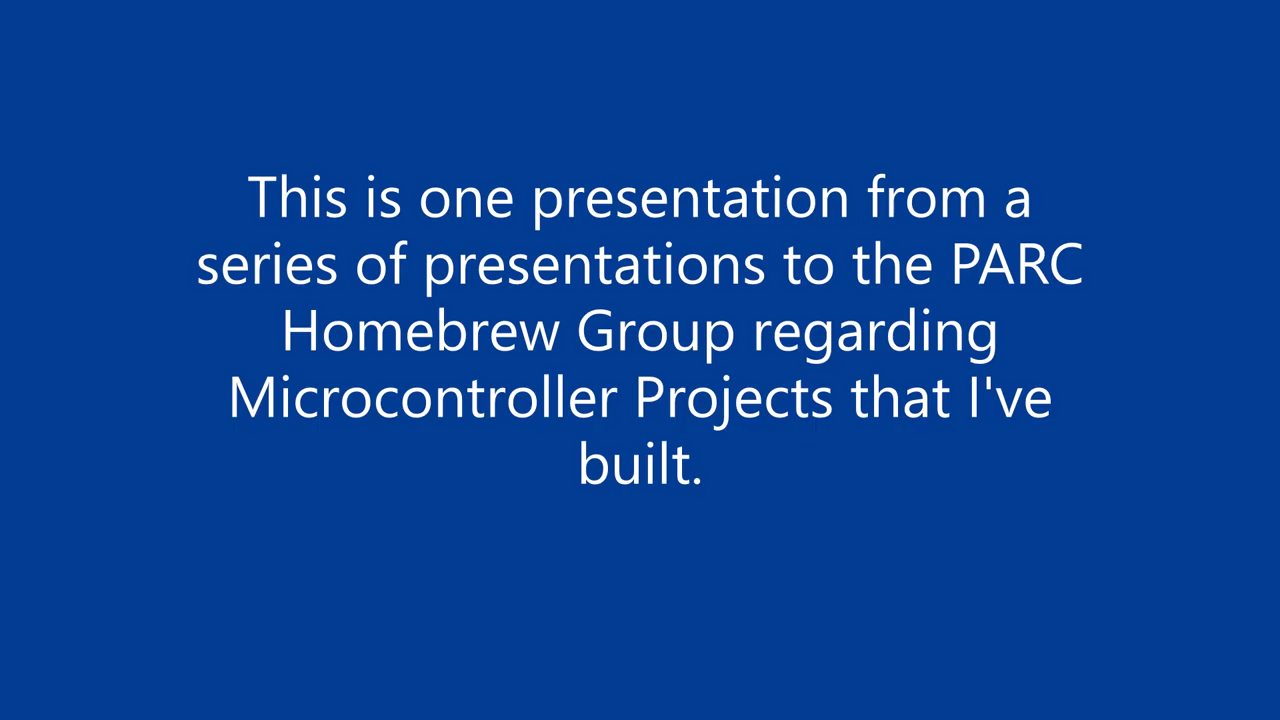 This is one presentation from a
series of presentations to the PARC
Homebrew Group regarding
Microcontroller Projects that I've
built.